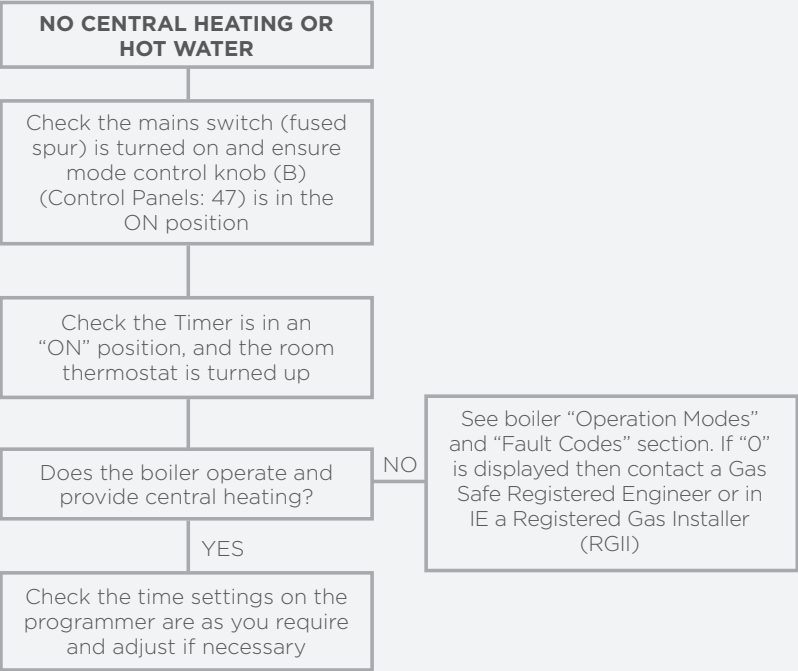 NO CENTRAL HEATING OR
HOT WATER
Check the mains switch (fused
spur) is turned on and ensure
mode control knob (B)
(Control Panels: 47) is in the
ON position
Check the Timer is in an
“ON” position, and the room
thermostat is turned up
Does the boiler operate and
provide central heating?
NO
See boiler “Operation Modes”
and “Fault Codes” section. If “0”
is displayed then contact a Gas
Safe Registered Engineer or in
IE a Registered Gas Installer
(RGII)
YES
Check the time settings on the
programmer are as you require
and adjust if necessary